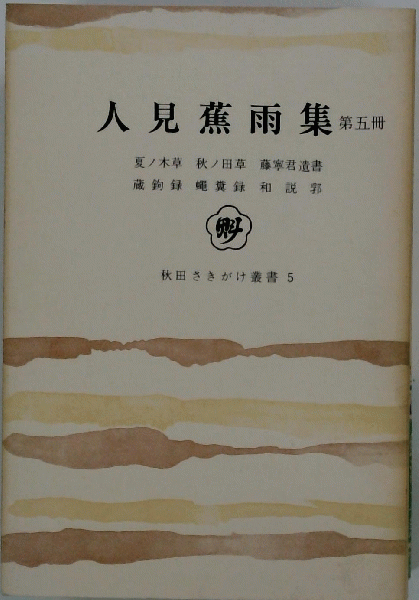 人見蕉雨集 第五冊
夏ノ木草 秋ノ田草 藤寧君遺書
蔵鉤録 蠅糞録 和説郛
秋田さきがけ叢書 5